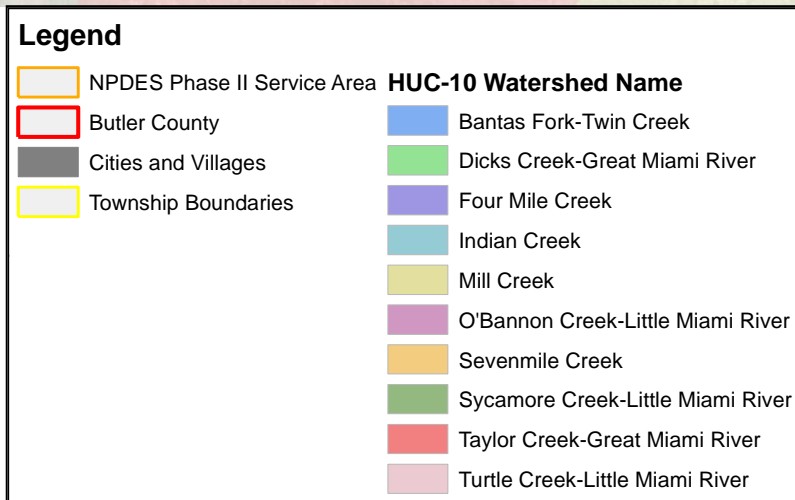 Legend
NPDES Phase II Service Area
Butler County
Cities and Villages
Township Boundaries
HUC-10 Watershed Name
Bantas Fork-Twin Creek
Dicks Creek-Great Miami River
Four Mile Creek
Indian Creek
Mill Creek
O'Bannon Creek-Little Miami River
Sevenmile Creek
Sycamore Creek-Little Miami River
Taylor Creek-Great Miami River
Turtle Creek-Little Miami River